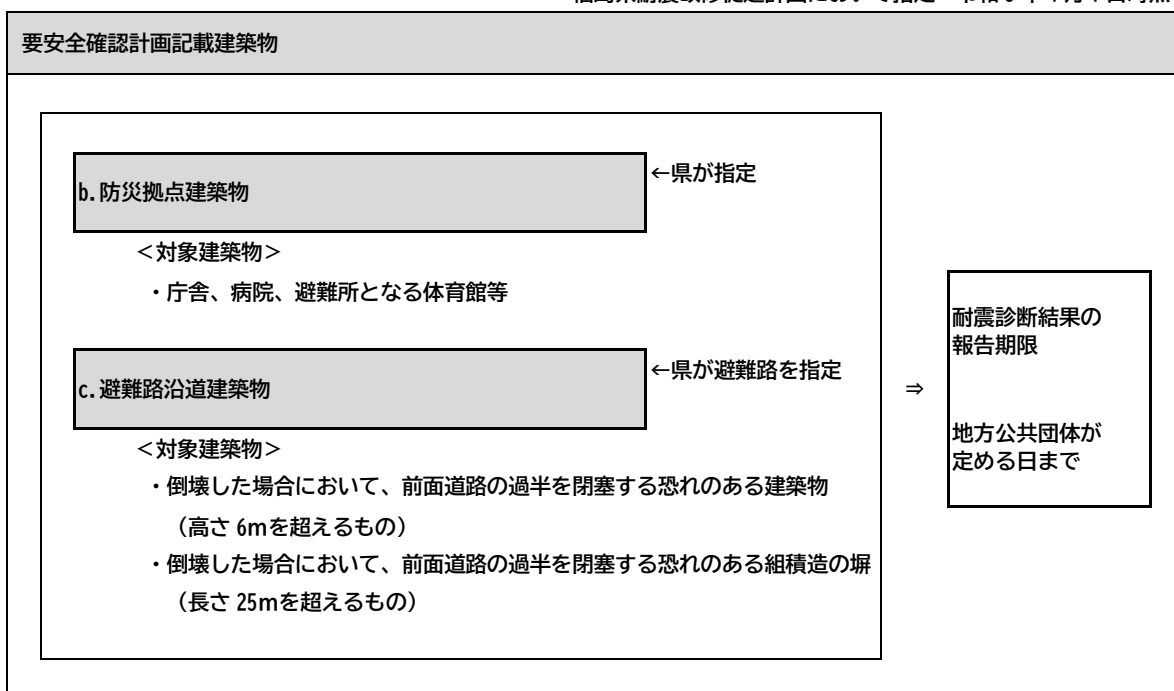 要安全確認計画記載建築物
b.防災拠点建築物
←県が指定
＜対象建築物＞
・庁舎、病院、避難所となる体育館等
c.避難路沿道建築物
←県が避難路を指定
＜対象建築物＞
・倒壊した場合において、前面道路の過半を閉塞する恐れのある建築物
（高さ 6ｍを超えるもの）
・倒壊した場合において、前面道路の過半を閉塞する恐れのある組積造の塀
（長さ 25ｍを超えるもの）
⇒
耐震診断結果の
報告期限
地方公共団体が
定める日まで